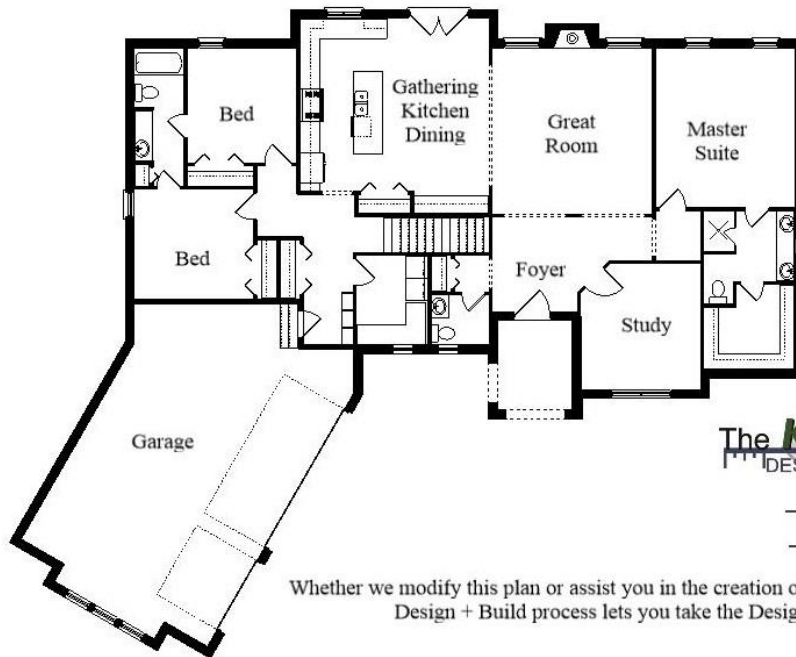 Bed
Gathering
Kitchen
Dining
Great
Room
Master
Suite
Bed
Foyer
Study
Garage
The
DES
Whether we modify this plan or assist you in the creation o
Design + Build process lets you take the Desig